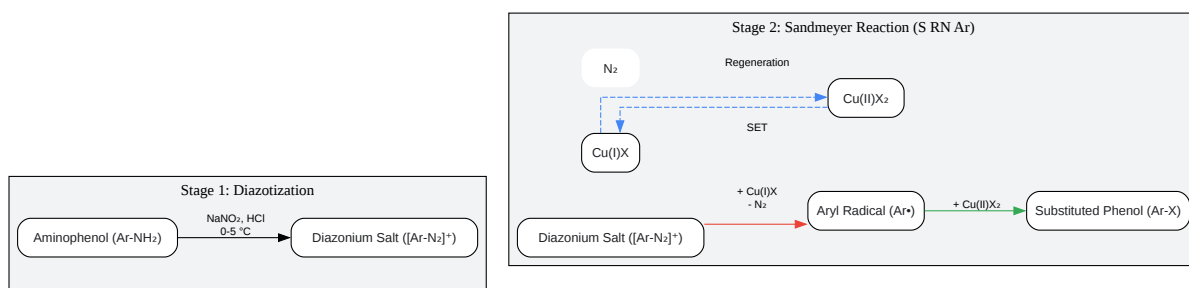 Stage 1: Diazotization
Aminophenol (Ar-NH₂)
NaNO₂, HCl
0-5 °C
Diazonium Salt ([Ar-N₂]⁺)
Stage 2: Sandmeyer Reaction (S RN Ar)
N₂
Regeneration
Cu(II)X₂
SET
Cu(I)X
Diazonium Salt ([Ar-N₂]⁺)
+ Cu(I)X
- N₂
Aryl Radical (Ar•)
+ Cu(II)X₂
Substituted Phenol (Ar-X)